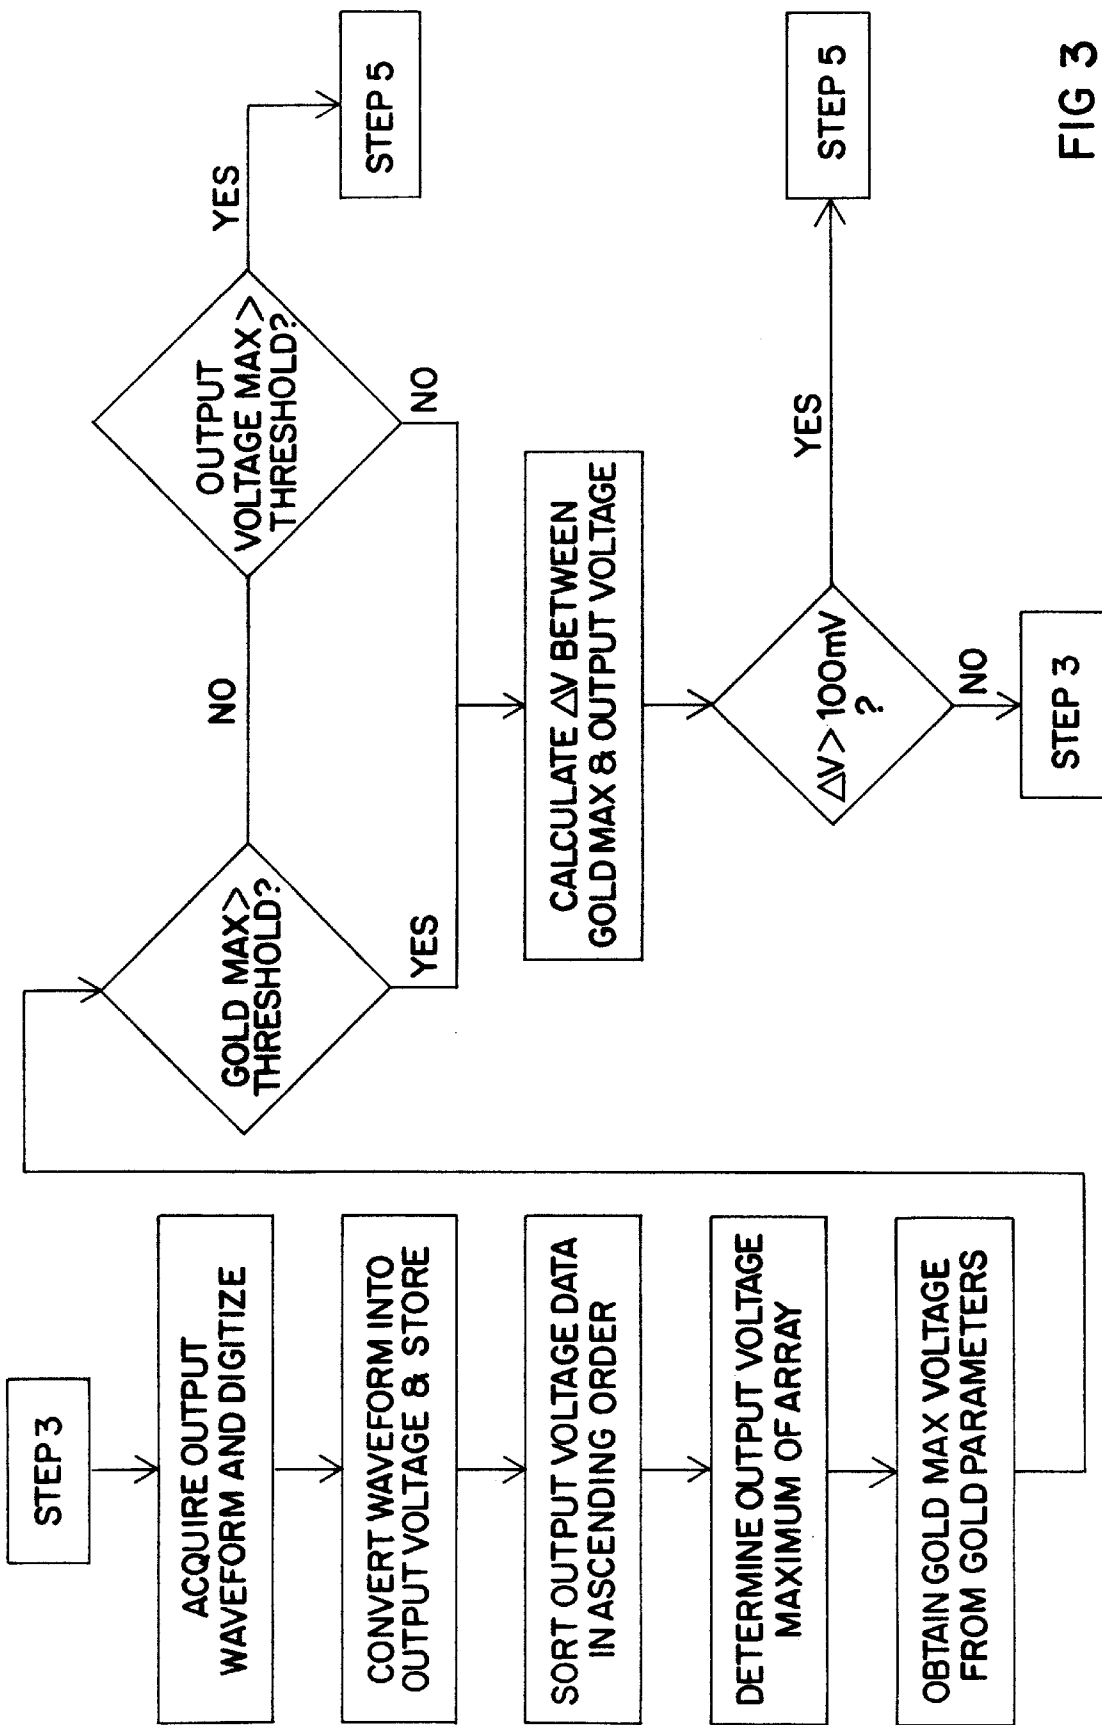 STEP 3
ACQUIRE OUTPUT
WAVEFORM AND DIGITIZE
CONVERT WAVEFORM INTO
OUTPUT VOLTAGE & STORE
SORT OUTPUT VOLTAGE DATA
IN ASCENDING ORDER
DETERMINE OUTPUT VOLTAGE
MAXIMUM OF ARRAY
OBTAIN GOLD MAX VOLTAGE
FROM GOLD PARAMETERS
GOLD MAX>
THRESHOLD?
NO
YES
OUTPUT
VOLTAGE MAX>
THRESHOLD?
YES
NO
STEP 5
CALCULATE ΔV BETWEEN
GOLD MAX & OUTPUT VOLTAGE
ΔV> 100mV
?
YES
STEP 5
NO
STEP 3
FIG 3